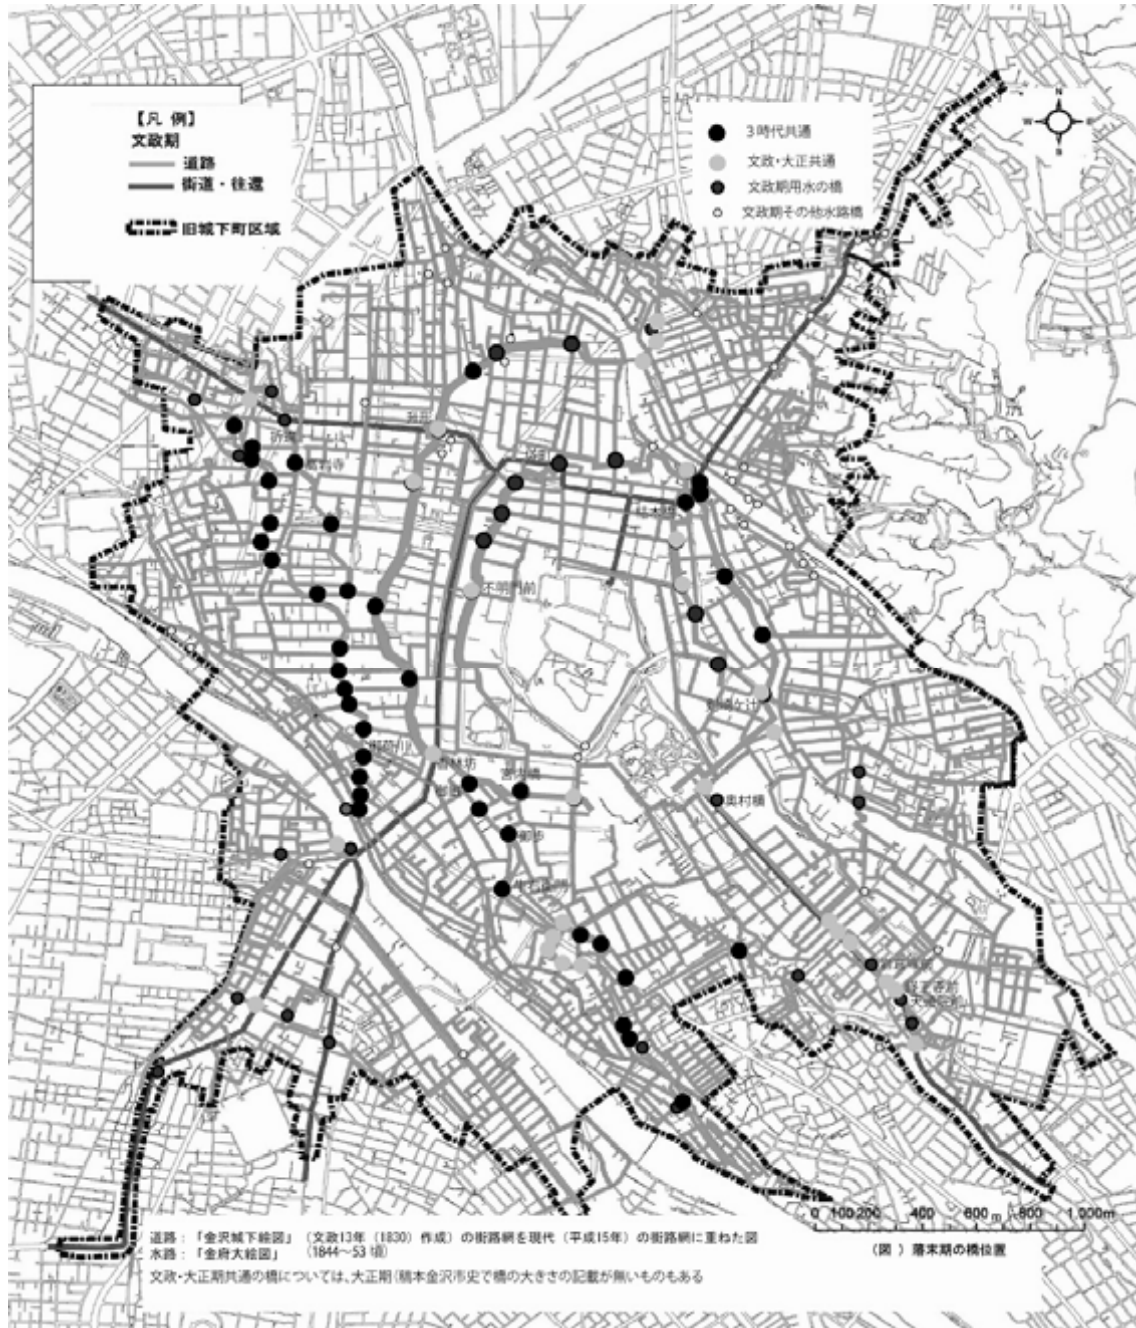 【凡 例】
文政期
道路
街道・往還
旧城下町区域
3時代共通
文政・大正共通
文政期用水の橋
文政期その他水路橋
N
W
E
S
不明門前
香林坊
宮内橋
奥村橋
0 100 200 400 600 m 800 1,000m
道路：「金沢城下絵図」（文政13年（1830）作成）の街路網を現代（平成15年）の街路網に重ねた図
水路：「金府大絵図」（1844～53頃）
（図 ）藩末期の橋位置
文政・大正期共通の橋については、大正期（稿本金沢市史で橋の大きさの記載が無いものもある